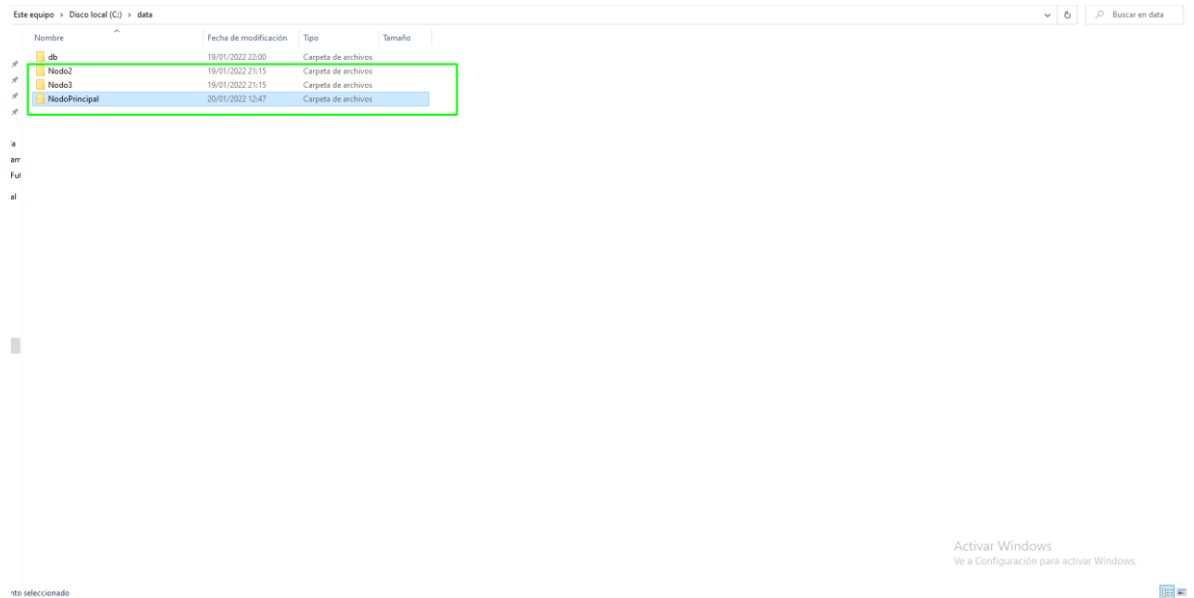 Este equipo > Disco local (C:) > data
Buscar en data
Nombre Fecha de modificación Tipo Tamaño
db 19/01/2022 22:00 Carpeta de archivos
Nodo2 19/01/2022 21:15 Carpeta de archivos
Nodo3 19/01/2022 21:15 Carpeta de archivos
NodoPrincipal 20/01/2022 12:47 Carpeta de archivos
Activar Windows
Ve a Configuración para activar Windows.
seleccionado